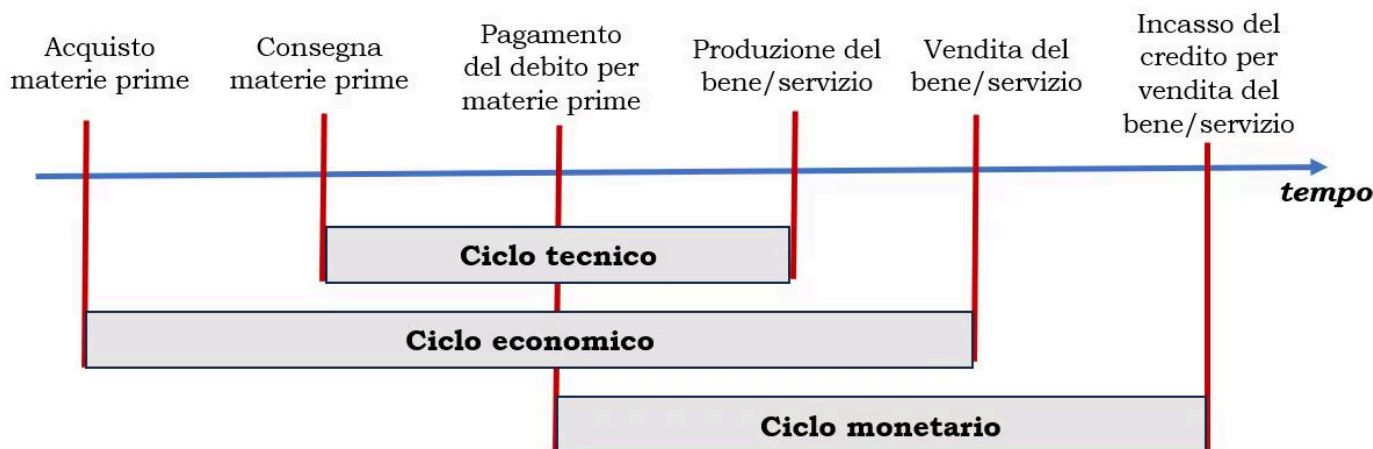 Acquisto
materie prime
Consegna
materie prime
Pagamento
del debito per
materie prime
Produzione del
bene/servizio
Vendita del
bene/servizio
Incasso del
credito per
vendita del
bene/servizio
tempo
Ciclo tecnico
Ciclo economico
Ciclo monetario